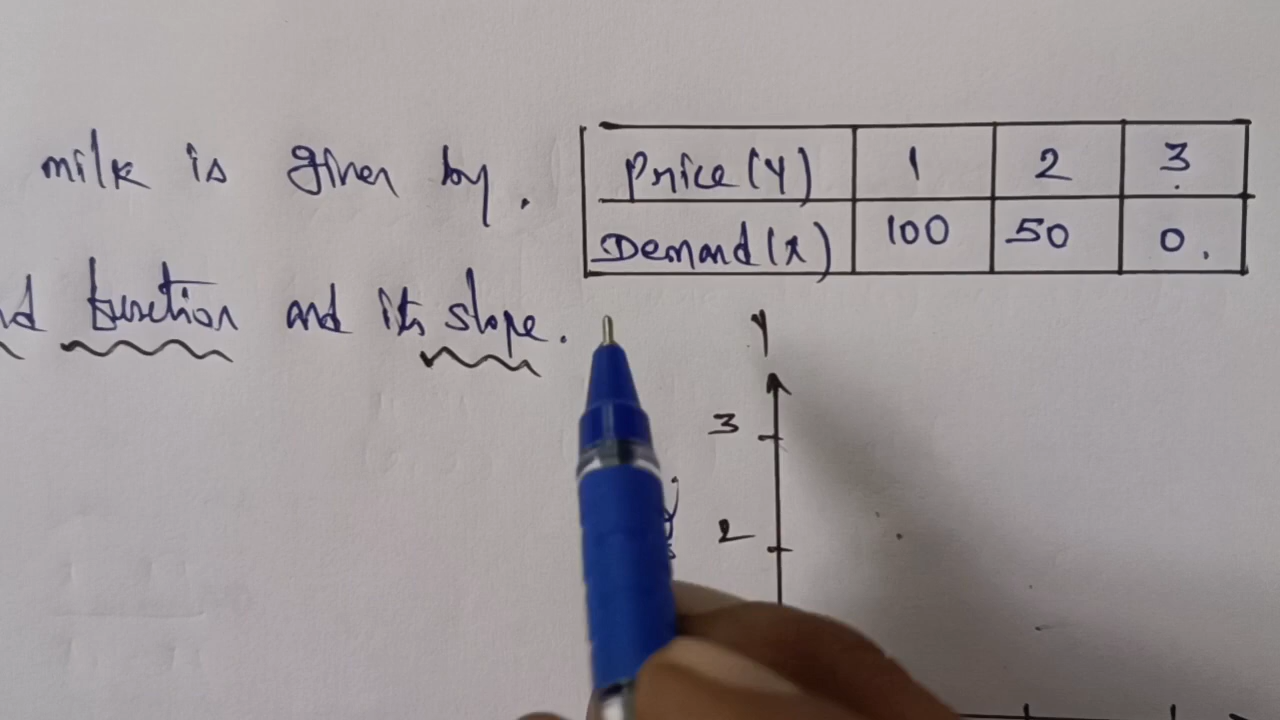 milk is given by.
Price (Y) 1 2 3
Demand (x) 100 50 0.
function and its slope.
Y
3
2